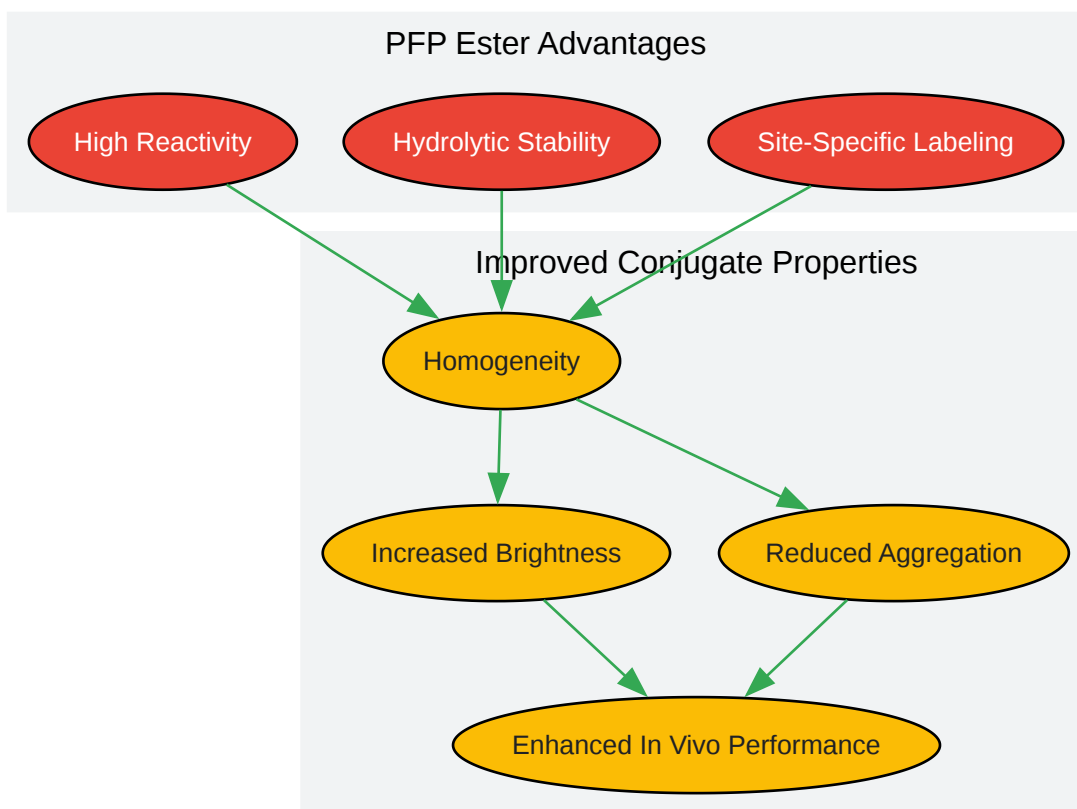 PFP Ester Advantages
High Reactivity
Hydrolytic Stability
Site-Specific Labeling
Improved Conjugate Properties
Homogeneity
Increased Brightness
Reduced Aggregation
Enhanced In Vivo Performance